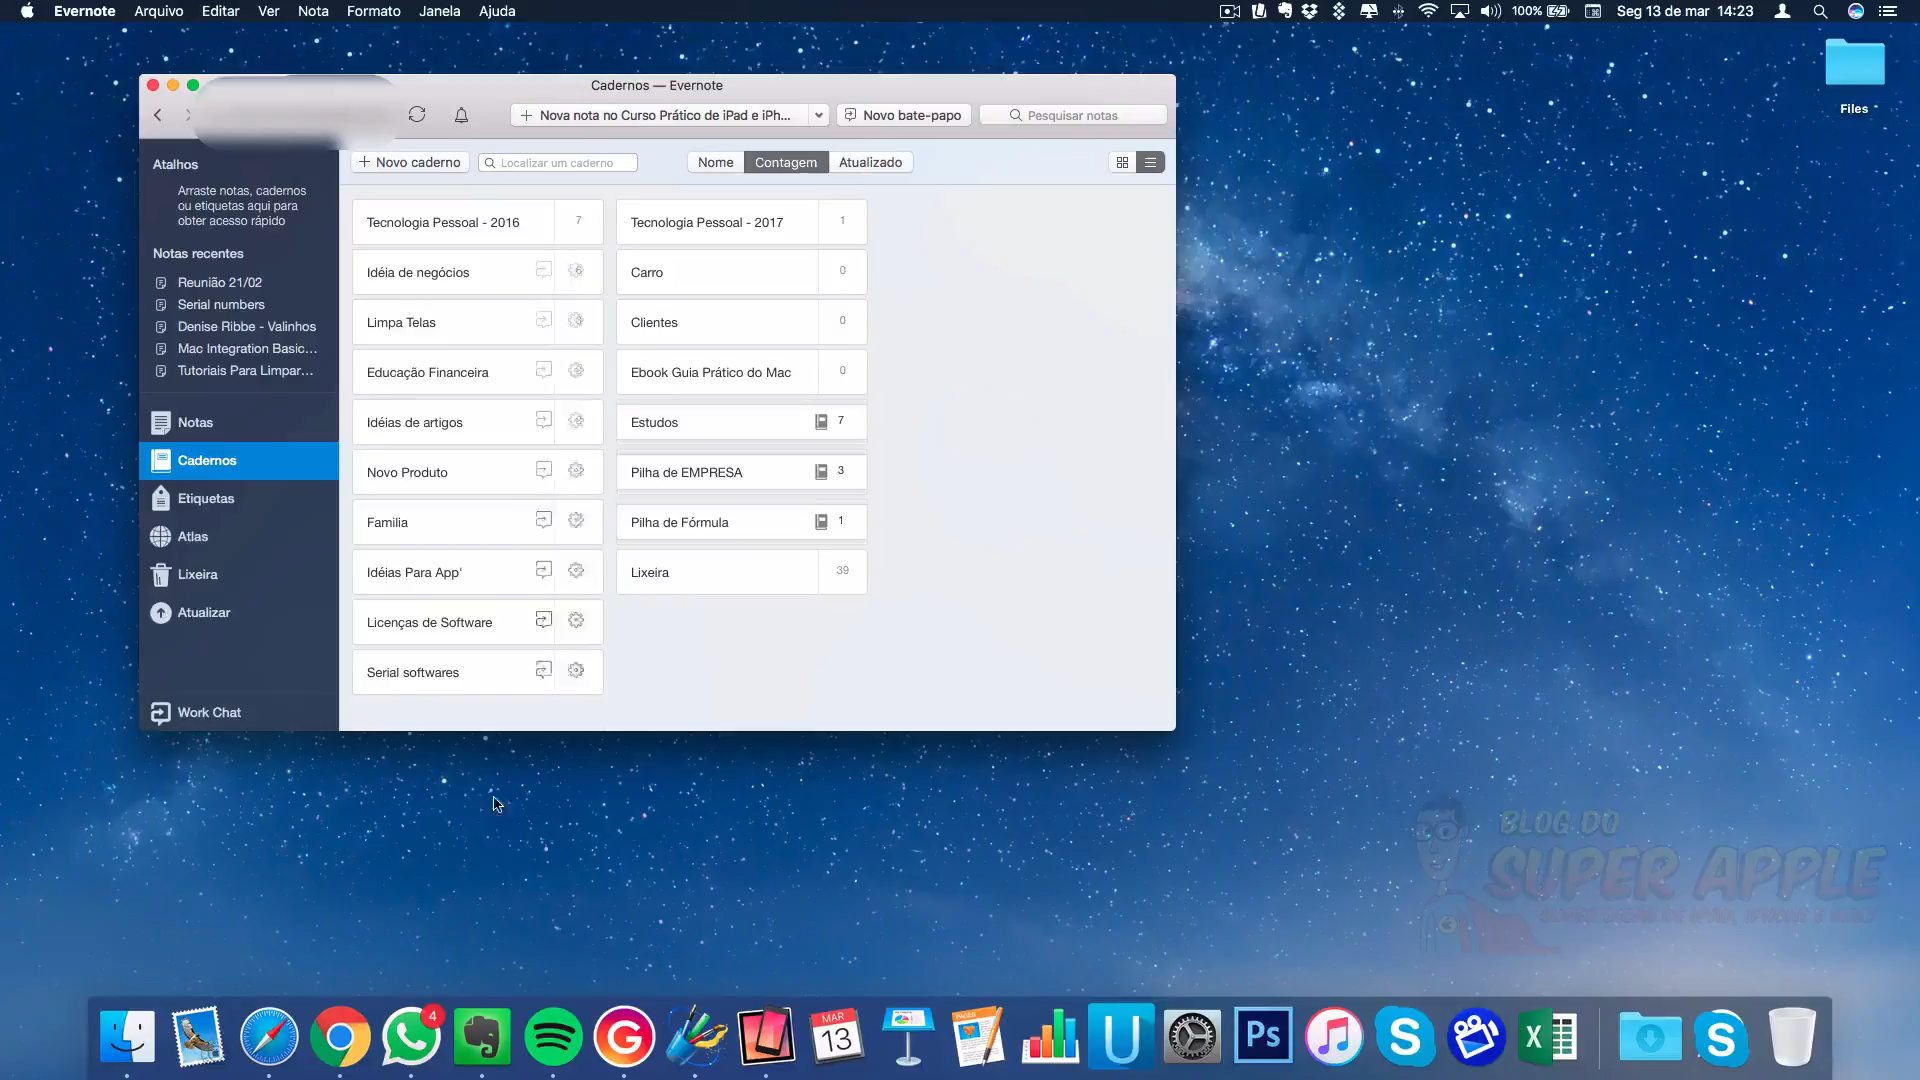 Evernote Arquivo Editar Ver Nota Formato Janela Ajuda
100% Seg 13 de mar 14:23
Files
Cadernos — Evernote
Nova nota no Curso Prático de iPad e iPh...
Novo bate-papo
Pesquisar notas
Novo caderno
Localizar um caderno
Nome Contagem Atualizado
Atalhos
Arraste notas, cadernos
ou etiquetas aqui para
obter acesso rápido
Notas recentes
Reunião 21/02
Serial numbers
Denise Ribbe - Valinhos
Mac Integration Basic...
Tutoriais Para Limpar...
Notas
Cadernos
Etiquetas
Atlas
Lixeira
Atualizar
Work Chat
Tecnologia Pessoal - 2016 7
Idéia de negócios 6
Limpa Telas
Educação Financeira
Idéias de artigos
Novo Produto
Familia
Idéias Para App'
Licenças de Software
Serial softwares
Tecnologia Pessoal - 2017 1
Carro 0
Clientes 0
Ebook Guia Prático do Mac 0
Estudos 7
Pilha de EMPRESA 3
Pilha de Fórmula 1
Lixeira 39
BLOG DO
SUPER APPLE
4
MAR
13
PAGES
U
Ps
S
X
S
G